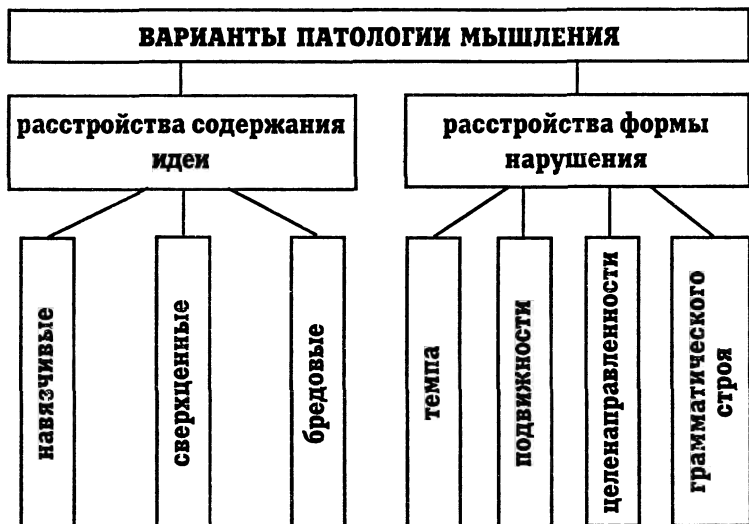 ВАРИАНТЫ ПАТОЛОГИИ МЫШЛЕНИЯ
расстройства содержания
идеи
расстройства формы
нарушения
навязчивые
сверхценные
бредовые
темпа
подвижности
целенаправленности
грамматического
строя